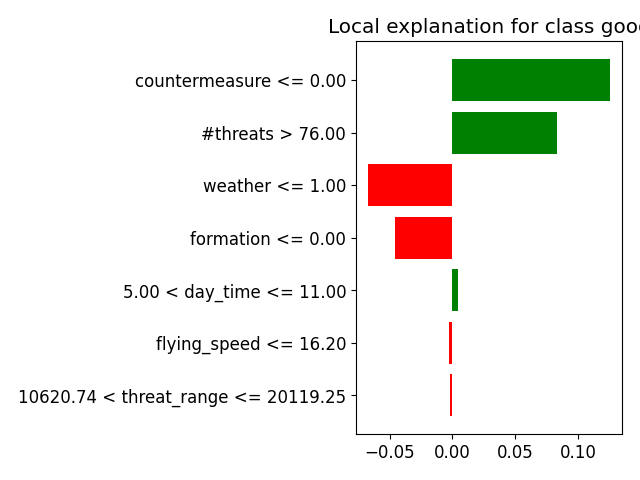 Local explanation for class good
countermeasure <= 0.00
#threats > 76.00
weather <= 1.00
formation <= 0.00
5.00 < day_time <= 11.00
flying_speed <= 16.20
10620.74 < threat_range <= 20119.25
−0.05 0.00 0.05 0.10